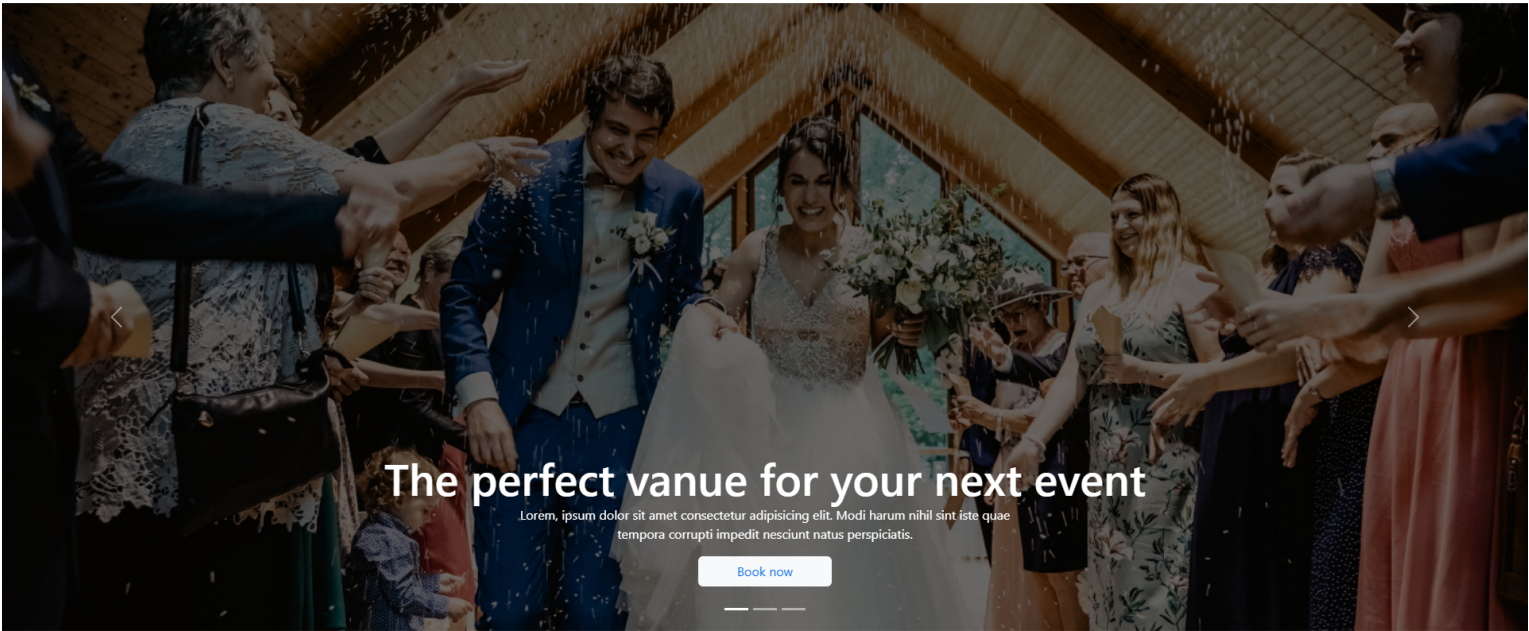 The perfect vanue for your next event
Lorem, ipsum dolor sit amet consectetur adipisicing elit. Modi harum nihil sint iste quae
tempora corrupti impedit nesciunt natus perspiciatis.
Book now